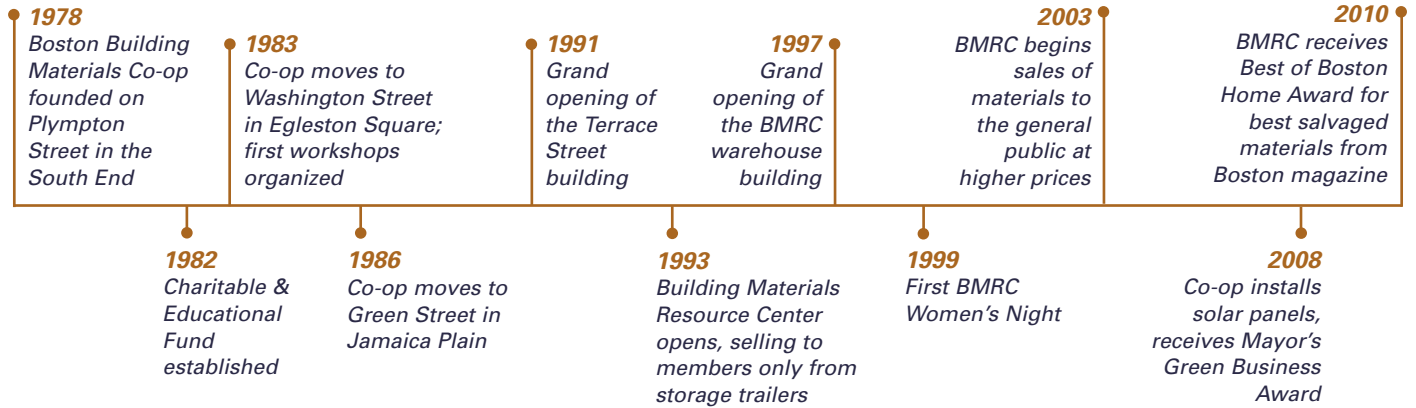 1978
Boston Building
Materials Co-op
founded on
Plympton
Street in the
South End
1983
Co-op moves to
Washington Street
in Egleston Square;
first workshops
organized
1991
Grand
opening of
the Terrace
Street
building
1997
Grand
opening of
the BMRC
warehouse
building
2003
BMRC begins
sales of
materials to
the general
public at
higher prices
2010
BMRC receives
Best of Boston
Home Award for
best salvaged
materials from
Boston magazine
1982
Charitable &
Educational
Fund
established
1986
Co-op moves to
Green Street in
Jamaica Plain
1993
Building Materials
Resource Center
opens, selling to
members only from
storage trailers
1999
First BMRC
Women's Night
2008
Co-op installs
solar panels,
receives Mayor's
Green Business
Award